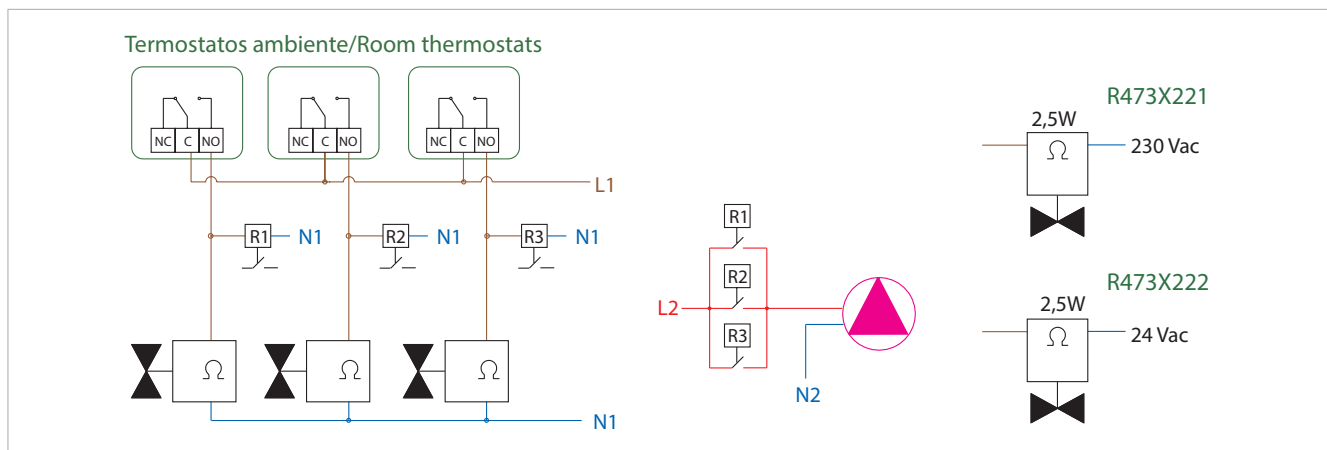 Termostatos ambiente/Room thermostats
NC C NO
NC C NO
NC C NO
L1
R1 N1
R2 N1
R3 N1
Ω
Ω
Ω
N1
R1
R2
L2
R3
N2
R473X221
2,5W
Ω
230 Vac
R473X222
2,5W
Ω
24 Vac